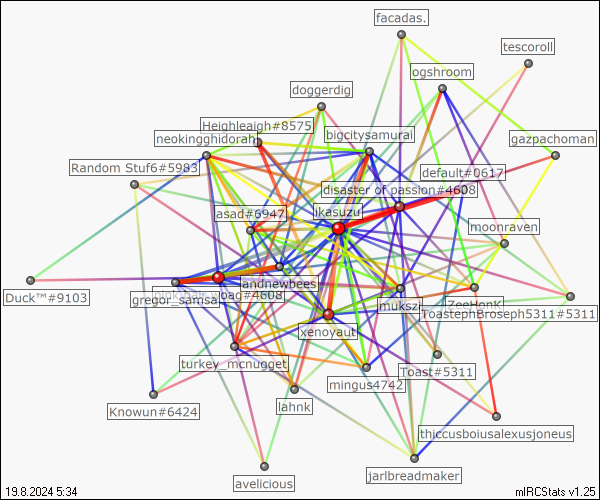 facadas.
tescoroll
ogshroom
doggerdig
Heighleaigh#8575
bigcitysamurai
neokingghidorah
gazpachoman
Random Stuf6#5983
default#0617
disaster of passion#4608
asad#6947
ikasuzu
moonraven
andnewbees
Duck™#9103
gregor_samsa
oag#4608
mukszi
ZeeHonK
ToastephBroseph5311#5311
xenoyaut
turkey_mcnugget
Toast#5311
mingus4742
Knowun#6424
lahnk
thiccusboiusalexusjoneus
jarlbreadmaker
avelicious
19.8.2024 5:34
mIRCStats v1.25